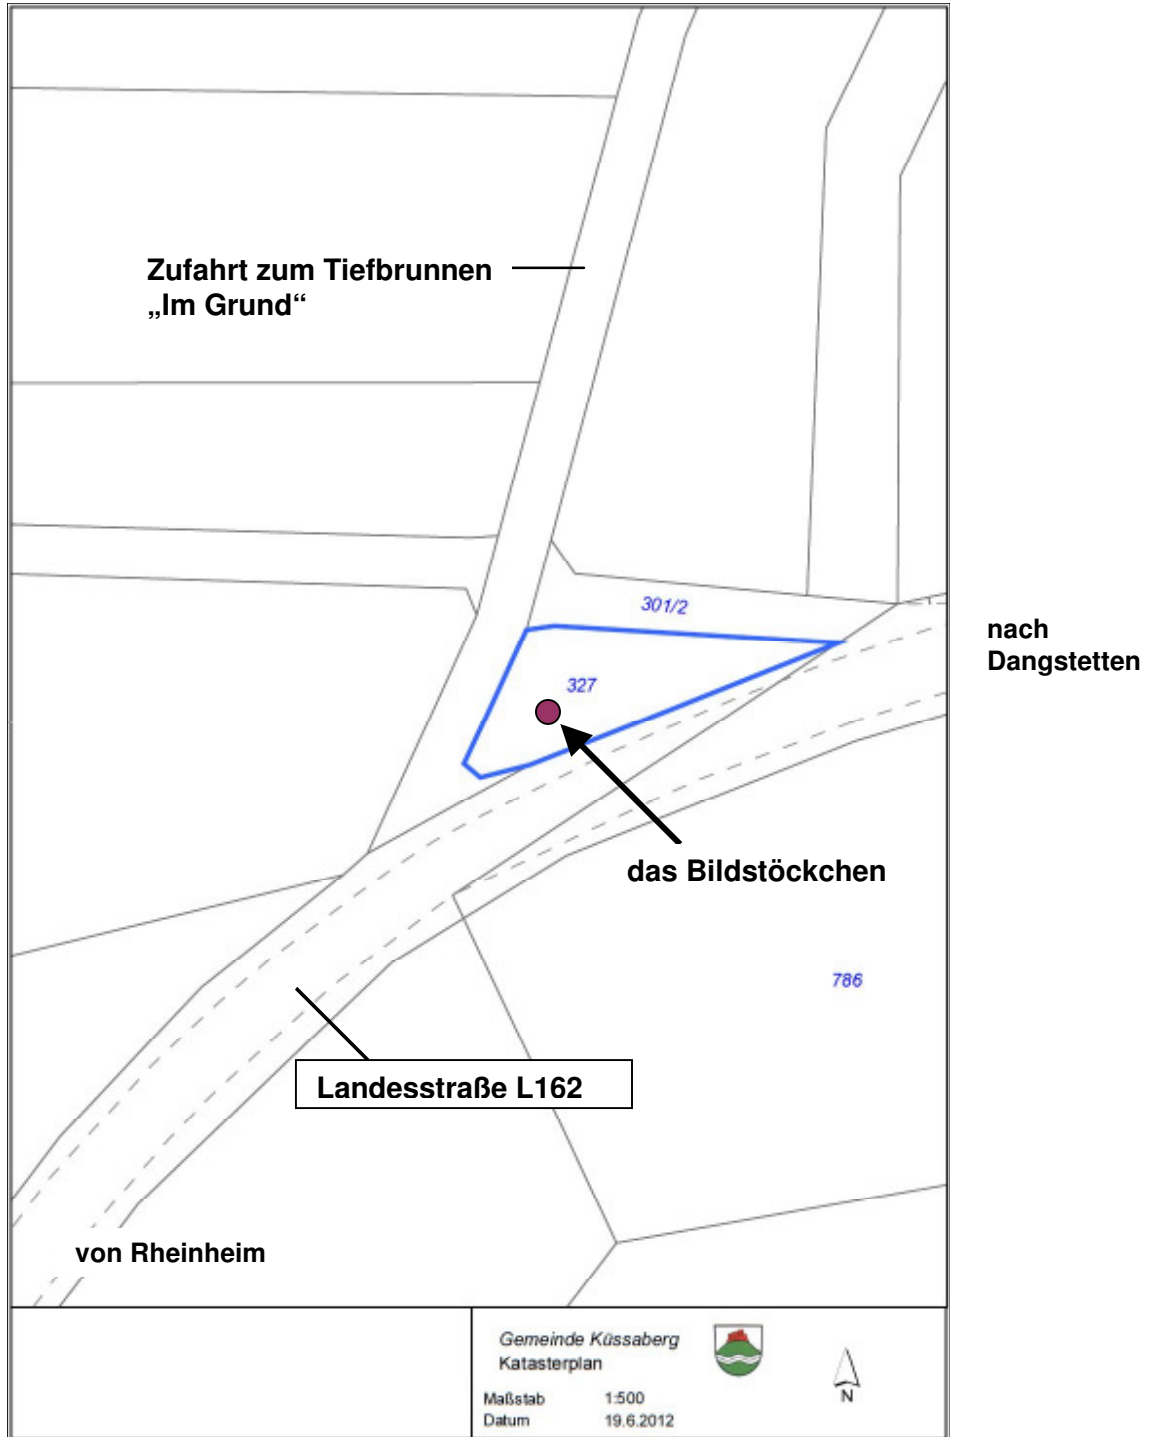 Zufahrt zum Tiefbrunnen
„Im Grund“
301/2
nach
Dangstetten
327
das Bildstöckchen
786
Landesstraße L162
von Rheinheim
Gemeinde Küssaberg
Katasterplan
Maßstab 1:500
Datum 19.6.2012
N